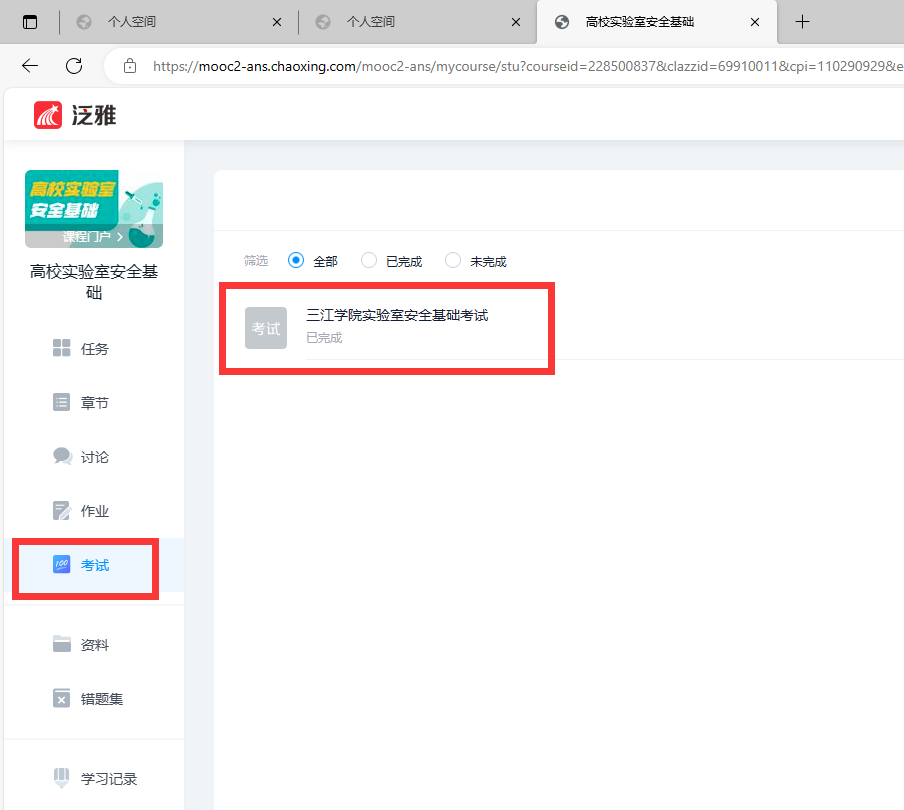 个人空间
个人空间
高校实验室安全基础
https://mooc2-ans.chaoxing.com/mooc2-ans/mycourse/stu?courseid=228500837&clazzid=69910011&cpi=110290929&e
泛雅
高校实验室
安全基础
课程门户
高校实验室安全基
础
任务
章节
讨论
作业
100
考试
资料
错题集
学习记录
筛选 全部 已完成 未完成
考试
三江学院实验室安全基础考试
已完成